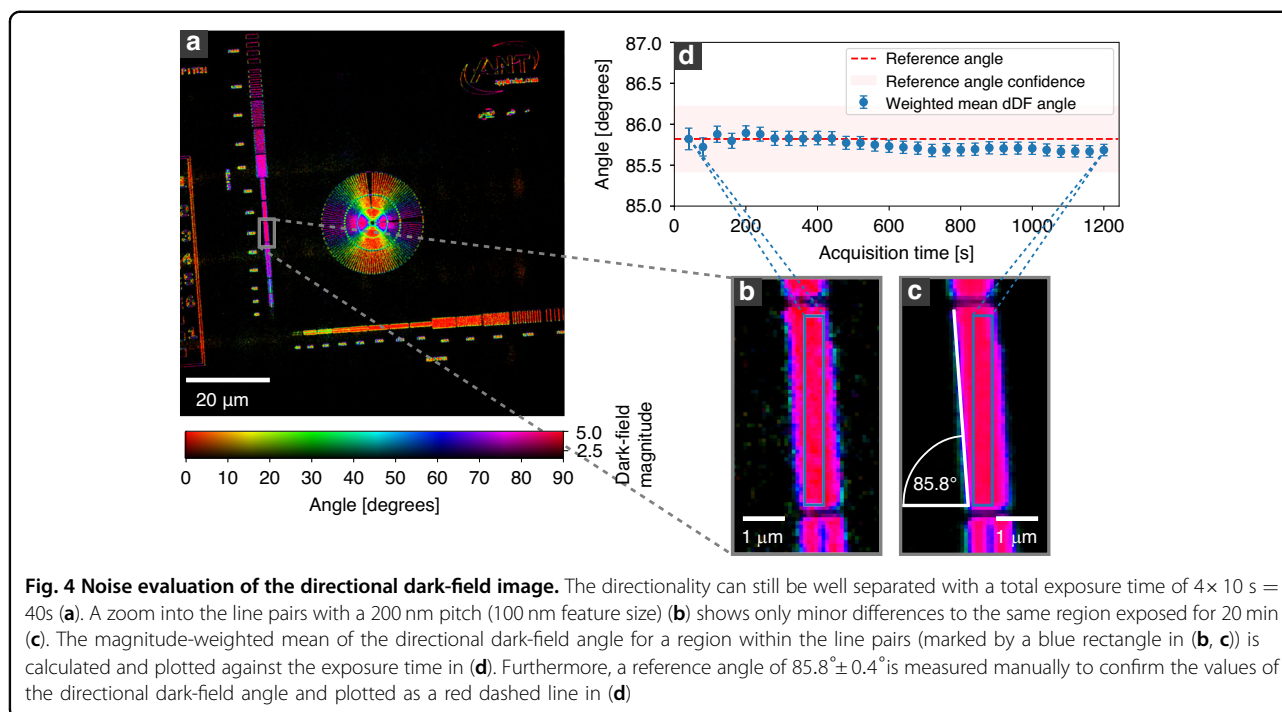 a
20 μm
0 10 20 30 40 50 60 70 80 90
Angle [degrees]
5.0
2.5
Dark-field
magnitude
d
87.0
86.5
86.0
85.5
85.0
Angle [degrees]
Reference angle
Reference angle confidence
Weighted mean dDF angle
0 200 400 600 800 1000 1200
Acquisition time [s]
b
1 μm
c
85.8°
1 μm
Fig. 4 Noise evaluation of the directional dark-field image. The directionality can still be well separated with a total exposure time of 4× 10 s =
40s (a). A zoom into the line pairs with a 200 nm pitch (100 nm feature size) (b) shows only minor differences to the same region exposed for 20 min
(c). The magnitude-weighted mean of the directional dark-field angle for a region within the line pairs (marked by a blue rectangle in (b, c)) is
calculated and plotted against the exposure time in (d). Furthermore, a reference angle of 85.8°± 0.4°is measured manually to confirm the values of
the directional dark-field angle and plotted as a red dashed line in (d)